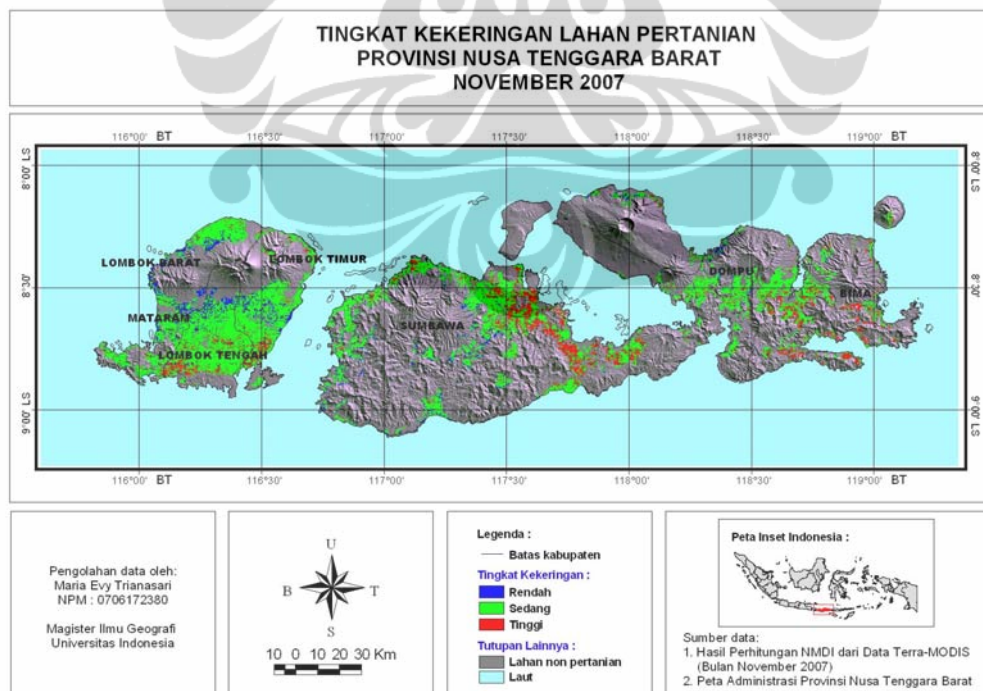 TINGKAT KEKERINGAN LAHAN PERTANIAN
PROVINSI NUSA TENGGARA BARAT
NOVEMBER 2007
116°00' BT
116°30'
117°00'
117°30'
118°00'
118°30'
119°00' BT
8°00' LS
8°00' LS
LOMBOK BARAT
LOMBOK TIMUR
DOMPU
8°30'
8°30'
BIMA
MATARAM
SUMBAWA
LOMBOK TENGAH
9°00' LS
9°00' LS
116°00' BT
116°30'
117°00'
117°30'
118°00'
118°30'
119°00' BT
Pengolahan data oleh:
Maria Evy Trianasari
NPM : 0706172380
Magister Ilmu Geografi
Universitas Indonesia
U
B
T
S
10 0 10 20 30 Km
Legenda :
Batas kabupaten
Tingkat Kekeringan :
Rendah
Sedang
Tinggi
Tutupan Lainnya :
Lahan non pertanian
Laut
Peta Inset Indonesia :
Sumber data:
1. Hasil Perhitungan NMDI dari Data Terra-MODIS
(Bulan November 2007)
2. Peta Administrasi Provinsi Nusa Tenggara Barat